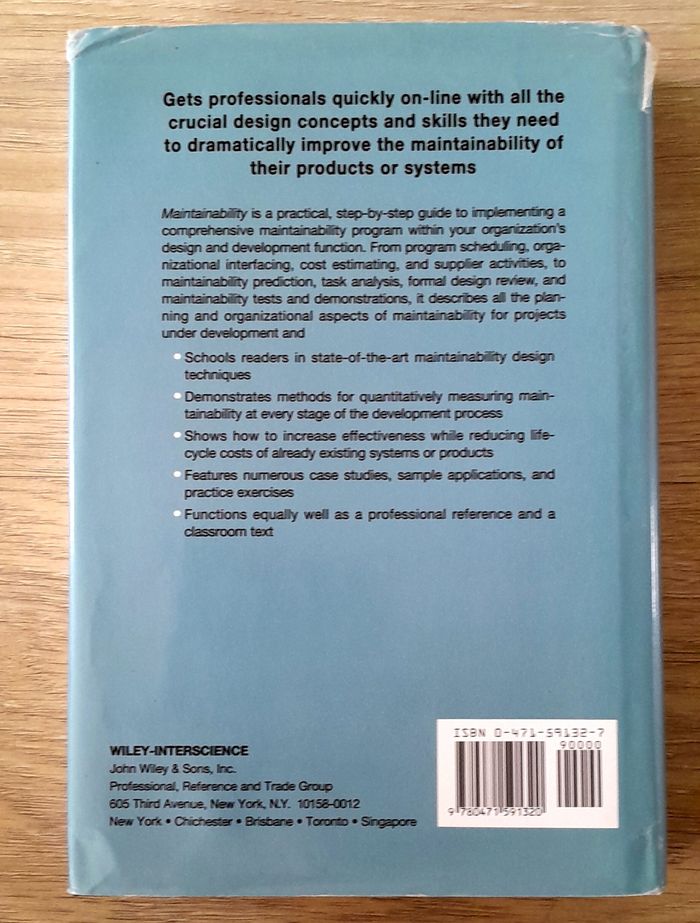 Gets professionals quickly on-line with all the
crucial design concepts and skills they need
to dramatically improve the maintainability of
their products or systems
Maintainability is a practical, step-by-step guide to implementing a
comprehensive maintainability program within your organization's
design and development function. From program scheduling, orga-
nizational interfacing, cost estimating, and supplier activities, to
maintainability prediction, task analysis, formal design review, and
maintainability tests and demonstrations, it describes all the plan-
ning and organizational aspects of maintainability for projects
under development and
• Schools readers in state-of-the-art maintainability design
techniques
• Demonstrates methods for quantitatively measuring main-
tainability at every stage of the development process
• Shows how to increase effectiveness while reducing life-
cycle costs of already existing systems or products
• Features numerous case studies, sample applications, and
practice exercises
• Functions equally well as a professional reference and a
classroom text
WILEY-INTERSCIENCE
John Wiley & Sons, Inc.
Professional, Reference and Trade Group
605 Third Avenue, New York, N.Y. 10158-0012
New York • Chichester • Brisbane • Toronto • Singapore
ISBN 0-471-59132-7
90000
9 780471 591320